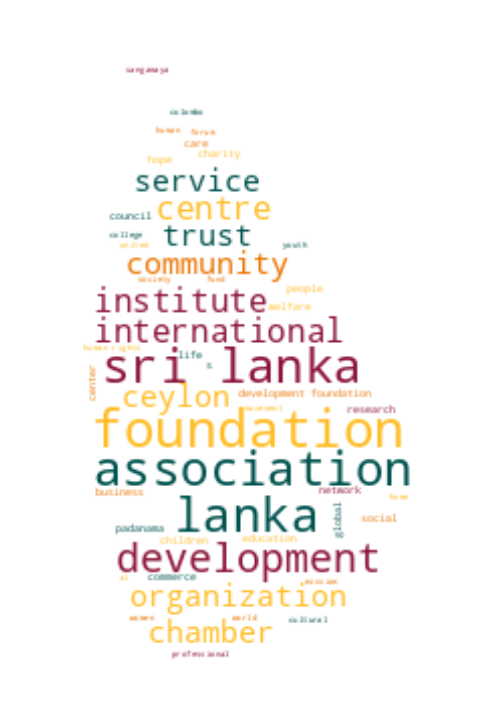 sangamaya
colombo
human forum
care
hope charity
service
council centre
college trust
united youth
community
society fund
people
institute welfare
international
human rights life
sri lanka
s
center ceylon development foundation
movement research
foundation
association
business network
home
lanka global social
padanama
children education
development
commerce mission
al
organization
women world cultural
chamber
professional